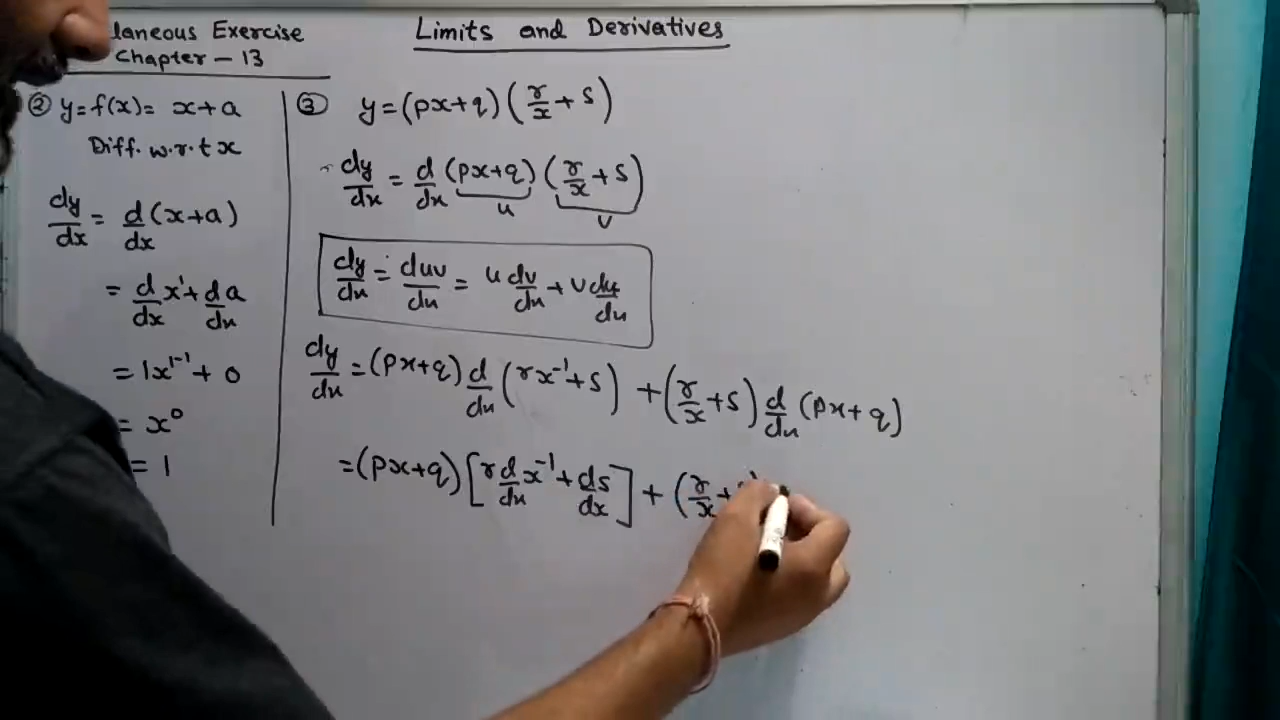 laneous Exercise
Chapter - 13
Limits and Derivatives
② y = f(x) = x + a
Diff. w.r.t x
dy/dx = d/dx (x + a)
= d/dx x¹ + d/dx a
= 1x¹⁻¹ + 0
= x⁰
= 1
③ y = (px + q) (r/x + s)
dy/dx = d/dx (px + q) (r/x + s)
u v
dy/dx = duv/dx = u dv/dx + v du/dx
dy/dx = (px + q) d/dx (rx⁻¹ + s) + (r/x + s) d/dx (px + q)
= (px + q) [r d/dx x⁻¹ + ds/dx] + (r/x +